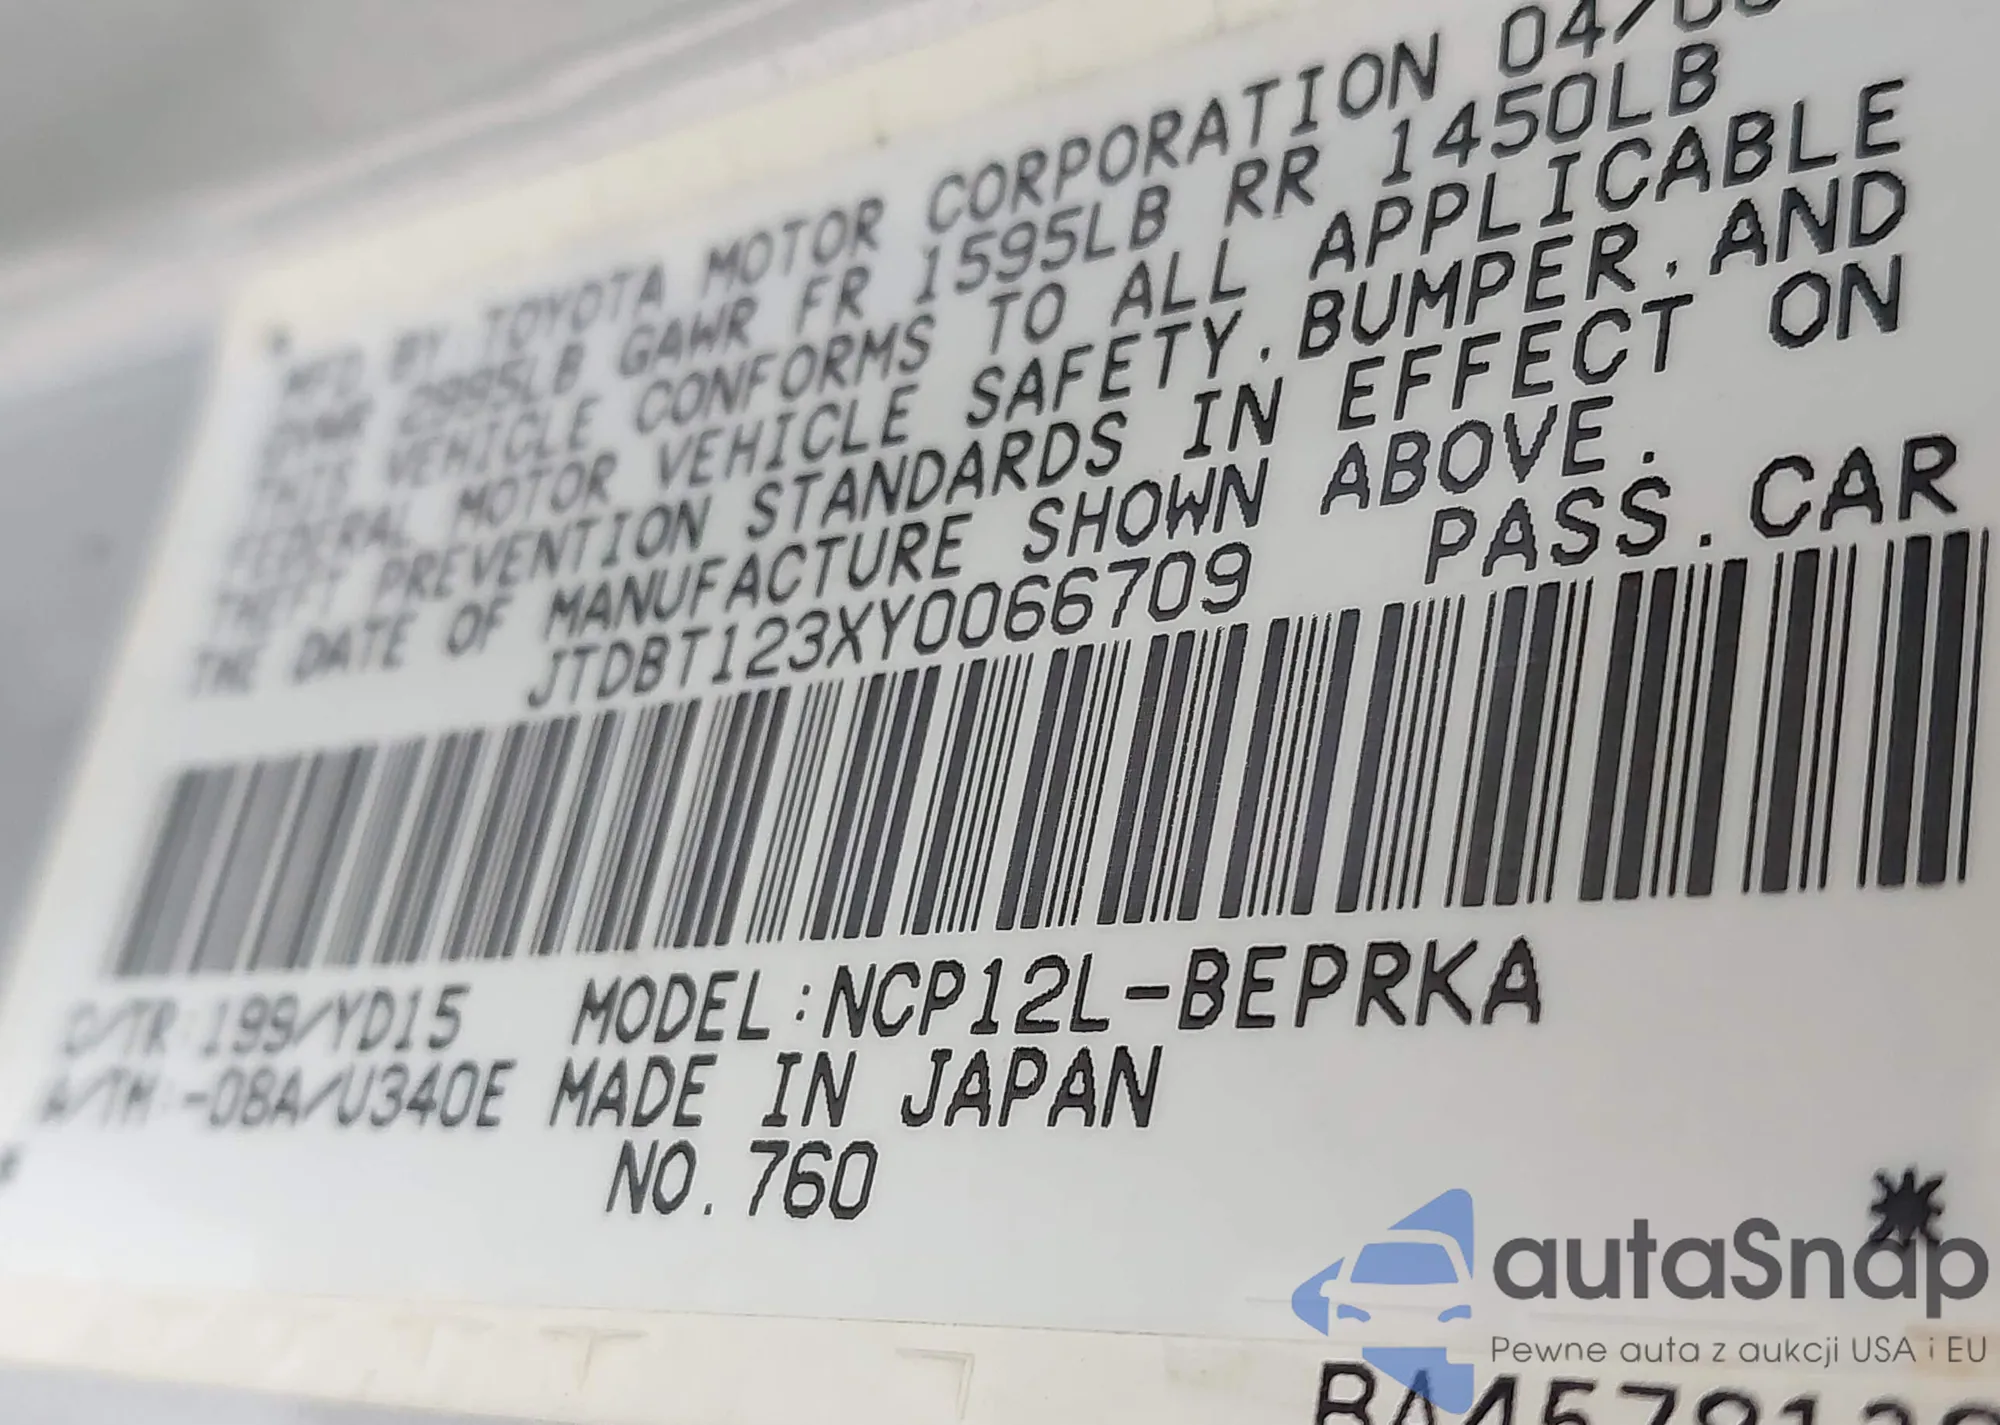 MFD. BY TOYOTA MOTOR CORPORATION 04/00
GVWR 2995LB GAWR FR 1595LB RR 1450LB
THIS VEHICLE CONFORMS TO ALL APPLICABLE
FEDERAL MOTOR VEHICLE SAFETY, BUMPER, AND
THEFT PREVENTION STANDARDS IN EFFECT ON
THE DATE OF MANUFACTURE SHOWN ABOVE.
JTDBT123XY0066709 PASS. CAR
C/TR:199/YD15 MODEL:NCP12L-BEPRKA
A/TM:-08A/U340E MADE IN JAPAN
NO. 760
autaSnap
Pewne auta z aukcji USA i EU